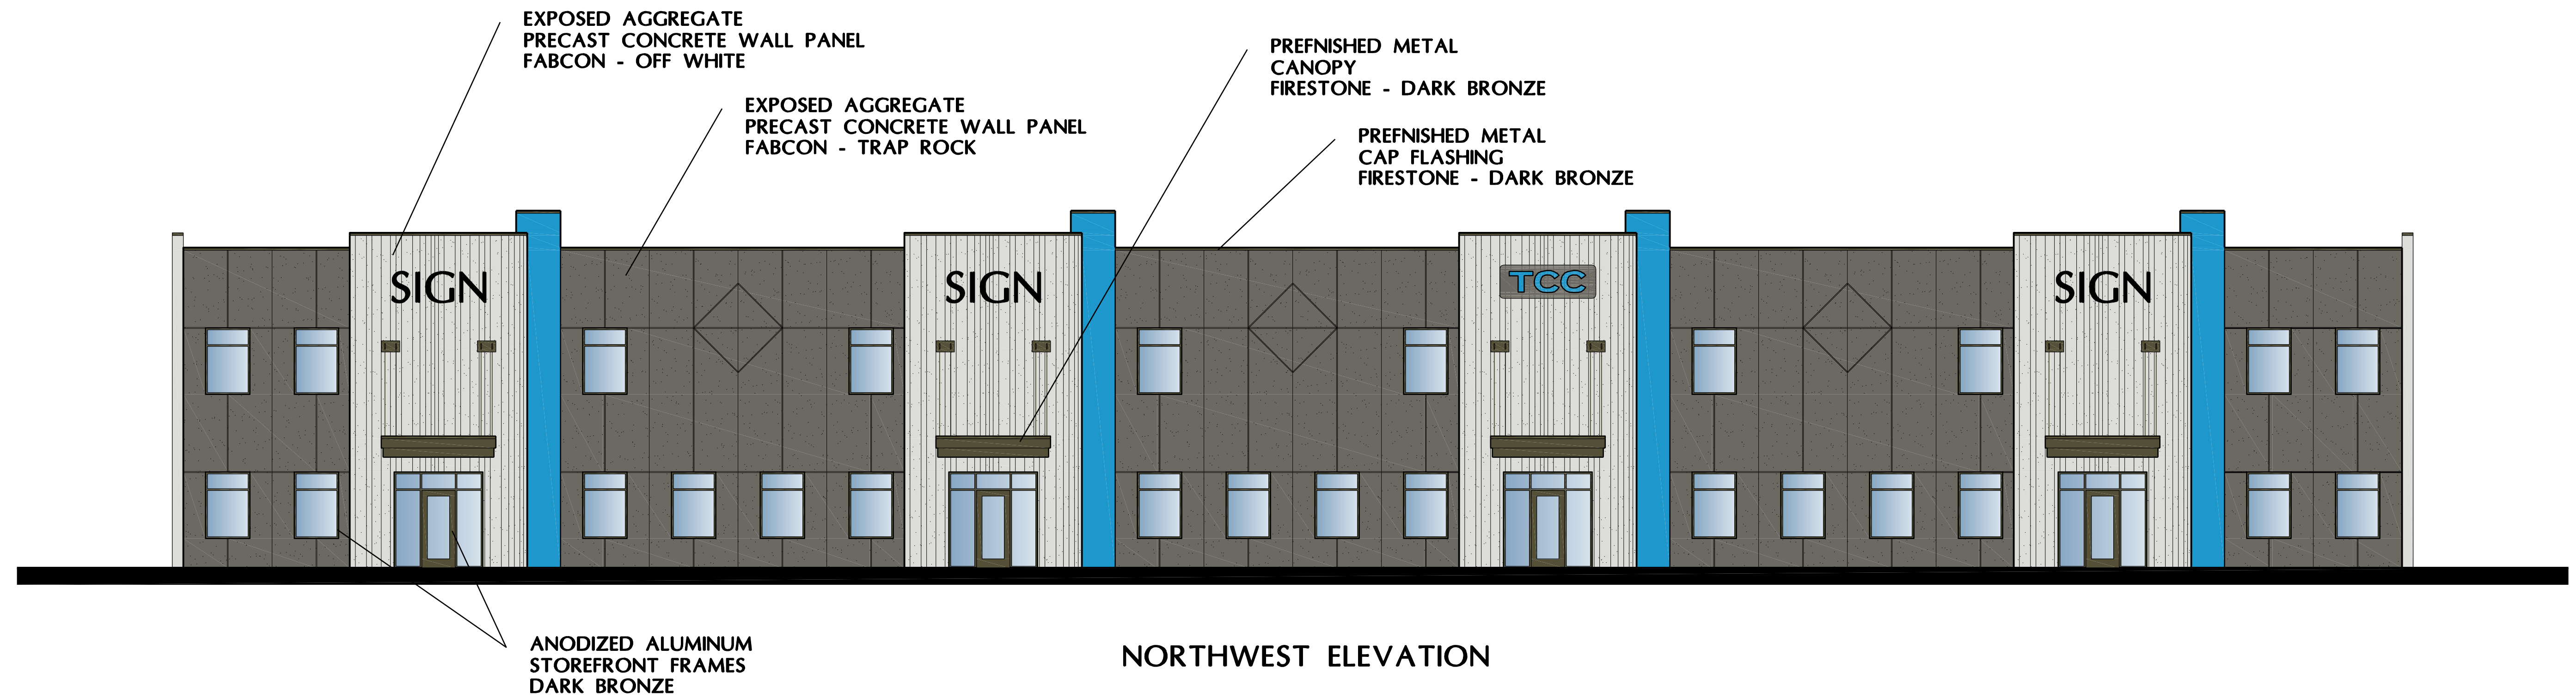 EXPOSED AGGREGATE
PRECAST CONCRETE WALL PANEL
FABCON - OFF WHITE
EXPOSED AGGREGATE
PRECAST CONCRETE WALL PANEL
FABCON - TRAP ROCK
PREFNISHED METAL
CANOPY
FIRESTONE - DARK BRONZE
PREFNISHED METAL
CAP FLASHING
FIRESTONE - DARK BRONZE
SIGN
SIGN
TCC
SIGN
ANODIZED ALUMINUM
STOREFRONT FRAMES
DARK BRONZE
NORTHWEST ELEVATION